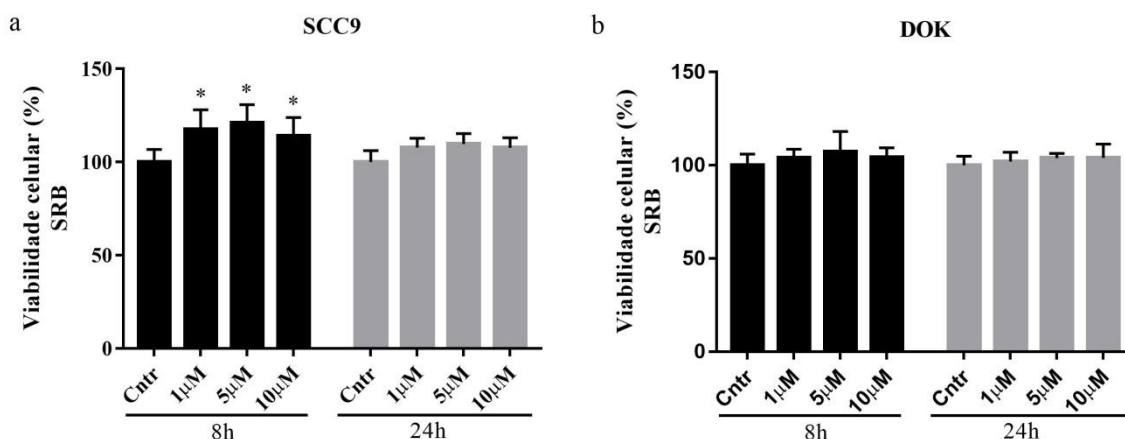 a
SCC9
Viabilidade celular (%)
SRB
150
100
50
0
* * *
Cntr 1μM 5μM 10μM Cntr 1μM 5μM 10μM
8h 24h
b
DOK
Viabilidade celular (%)
SRB
150
100
50
0
Cntr 1μM 5μM 10μM Cntr 1μM 5μM 10μM
8h 24h